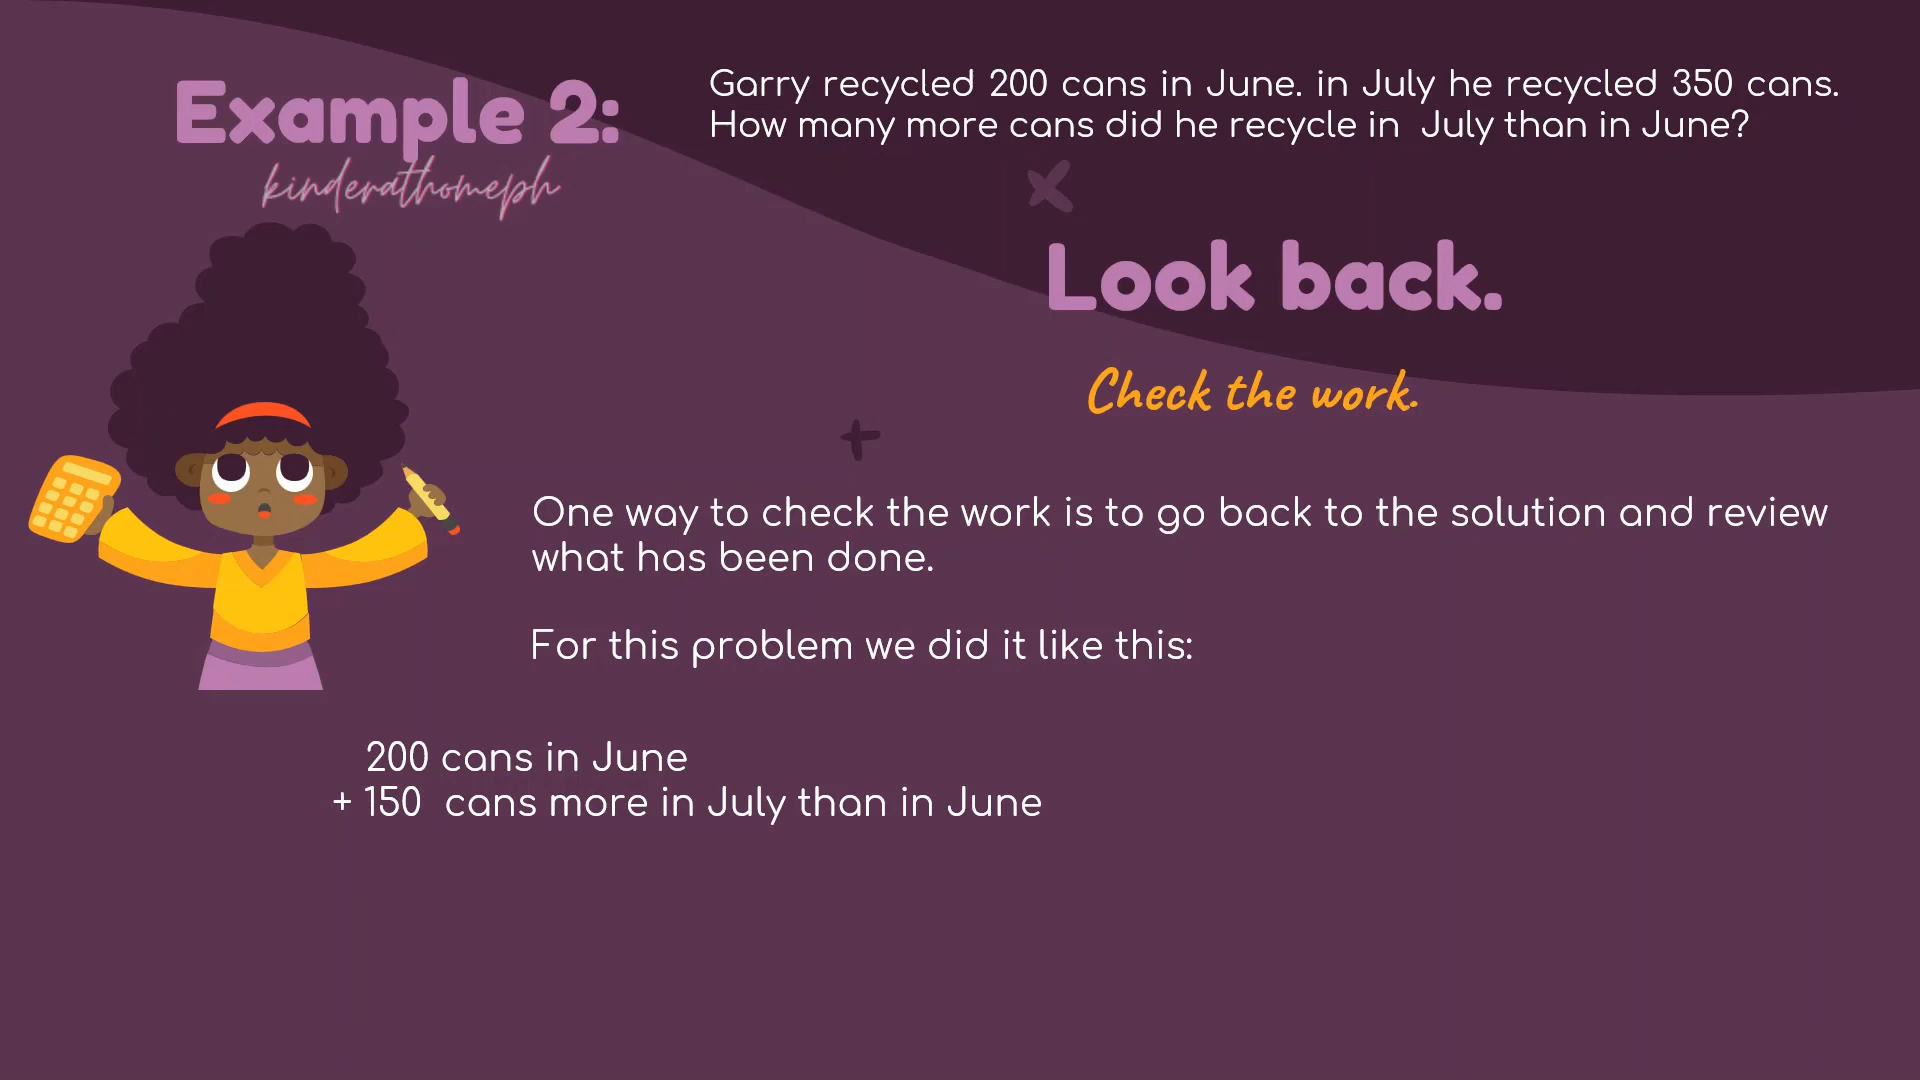 Example 2:
kinderathomeph
Garry recycled 200 cans in June. in July he recycled 350 cans.
How many more cans did he recycle in July than in June?
Look back.
Check the work.
One way to check the work is to go back to the solution and review
what has been done.
For this problem we did it like this:
200 cans in June
+ 150 cans more in July than in June